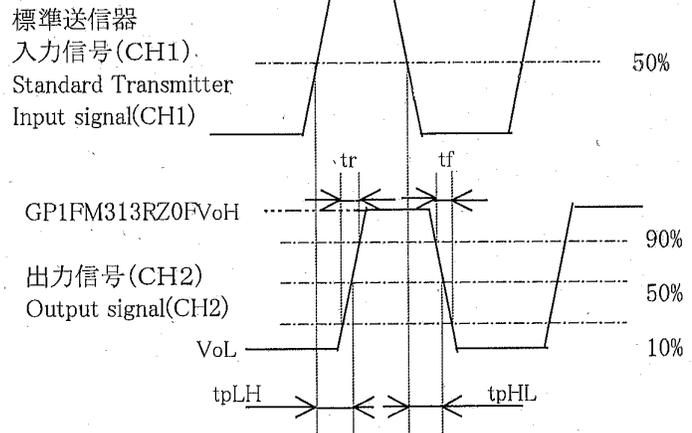 標準送信器
入力信号(CH1)
50%
Standard Transmitter
Input signal(CH1)
tr
tf
GP1FM313RZ0FVoH
90%
出力信号(CH2)
50%
Output signal(CH2)
VoL
10%
tpLH
tpHL